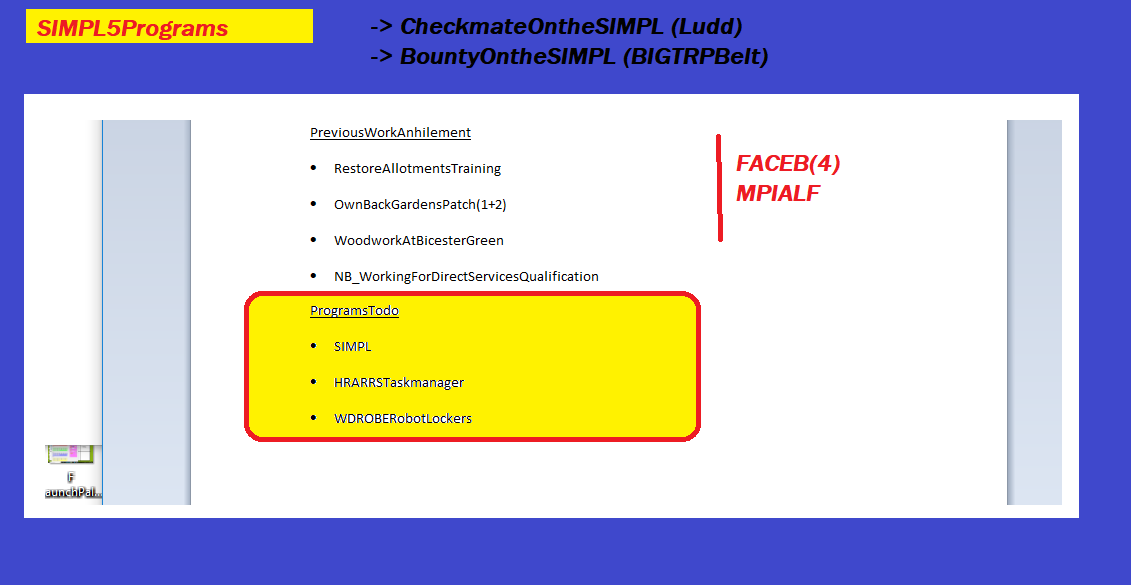 SIMPL5Programs
-> CheckmateOntheSIMPL (Ludd)
-> BountyOntheSIMPL (BIGTRPBelt)
PreviousWorkAnhilement
• RestoreAllotmentsTraining
• OwnBackGardensPatch(1+2)
• WoodworkAtBicesterGreen
• NB_WorkingForDirectServicesQualification
FACEB(4)
MPIALF
ProgramsTodo
• SIMPL
• HRARRSTaskmanager
• WDROBERobotLockers
F
aunchPal...